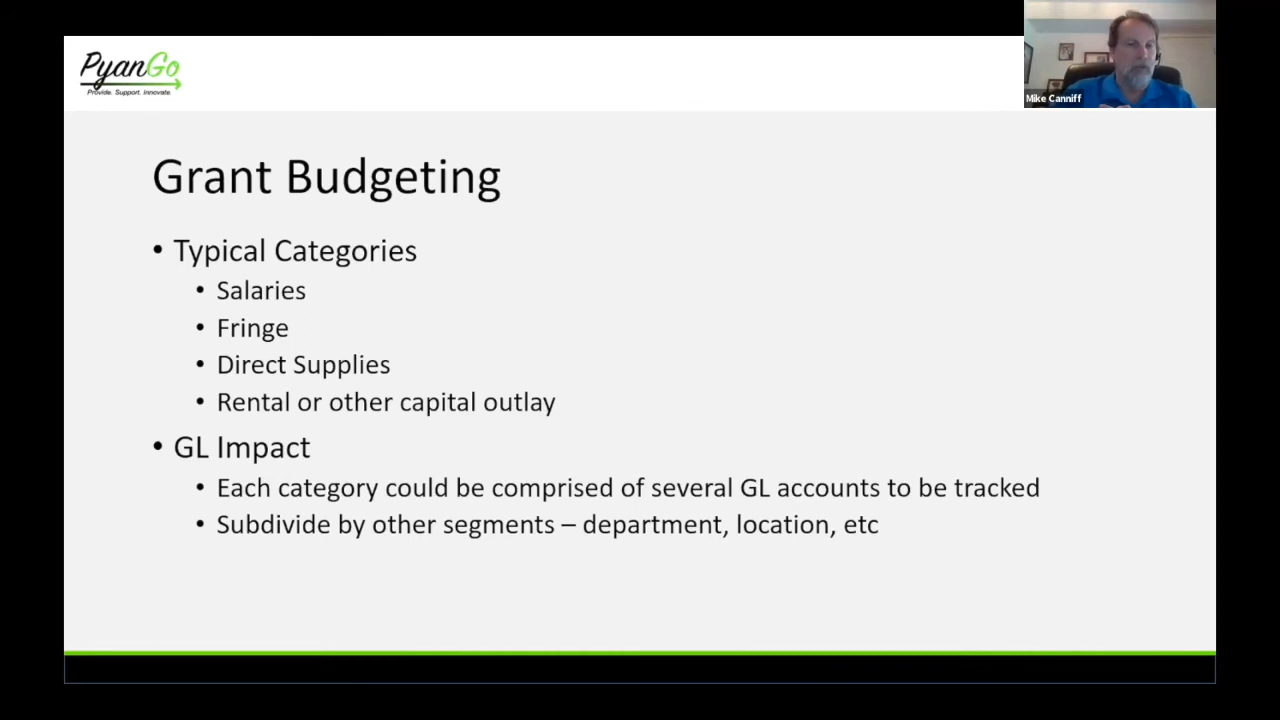 PyanGo
Provide. Support. Innovate.
Mike Canniff
Grant Budgeting
• Typical Categories
• Salaries
• Fringe
• Direct Supplies
• Rental or other capital outlay
• GL Impact
• Each category could be comprised of several GL accounts to be tracked
• Subdivide by other segments – department, location, etc